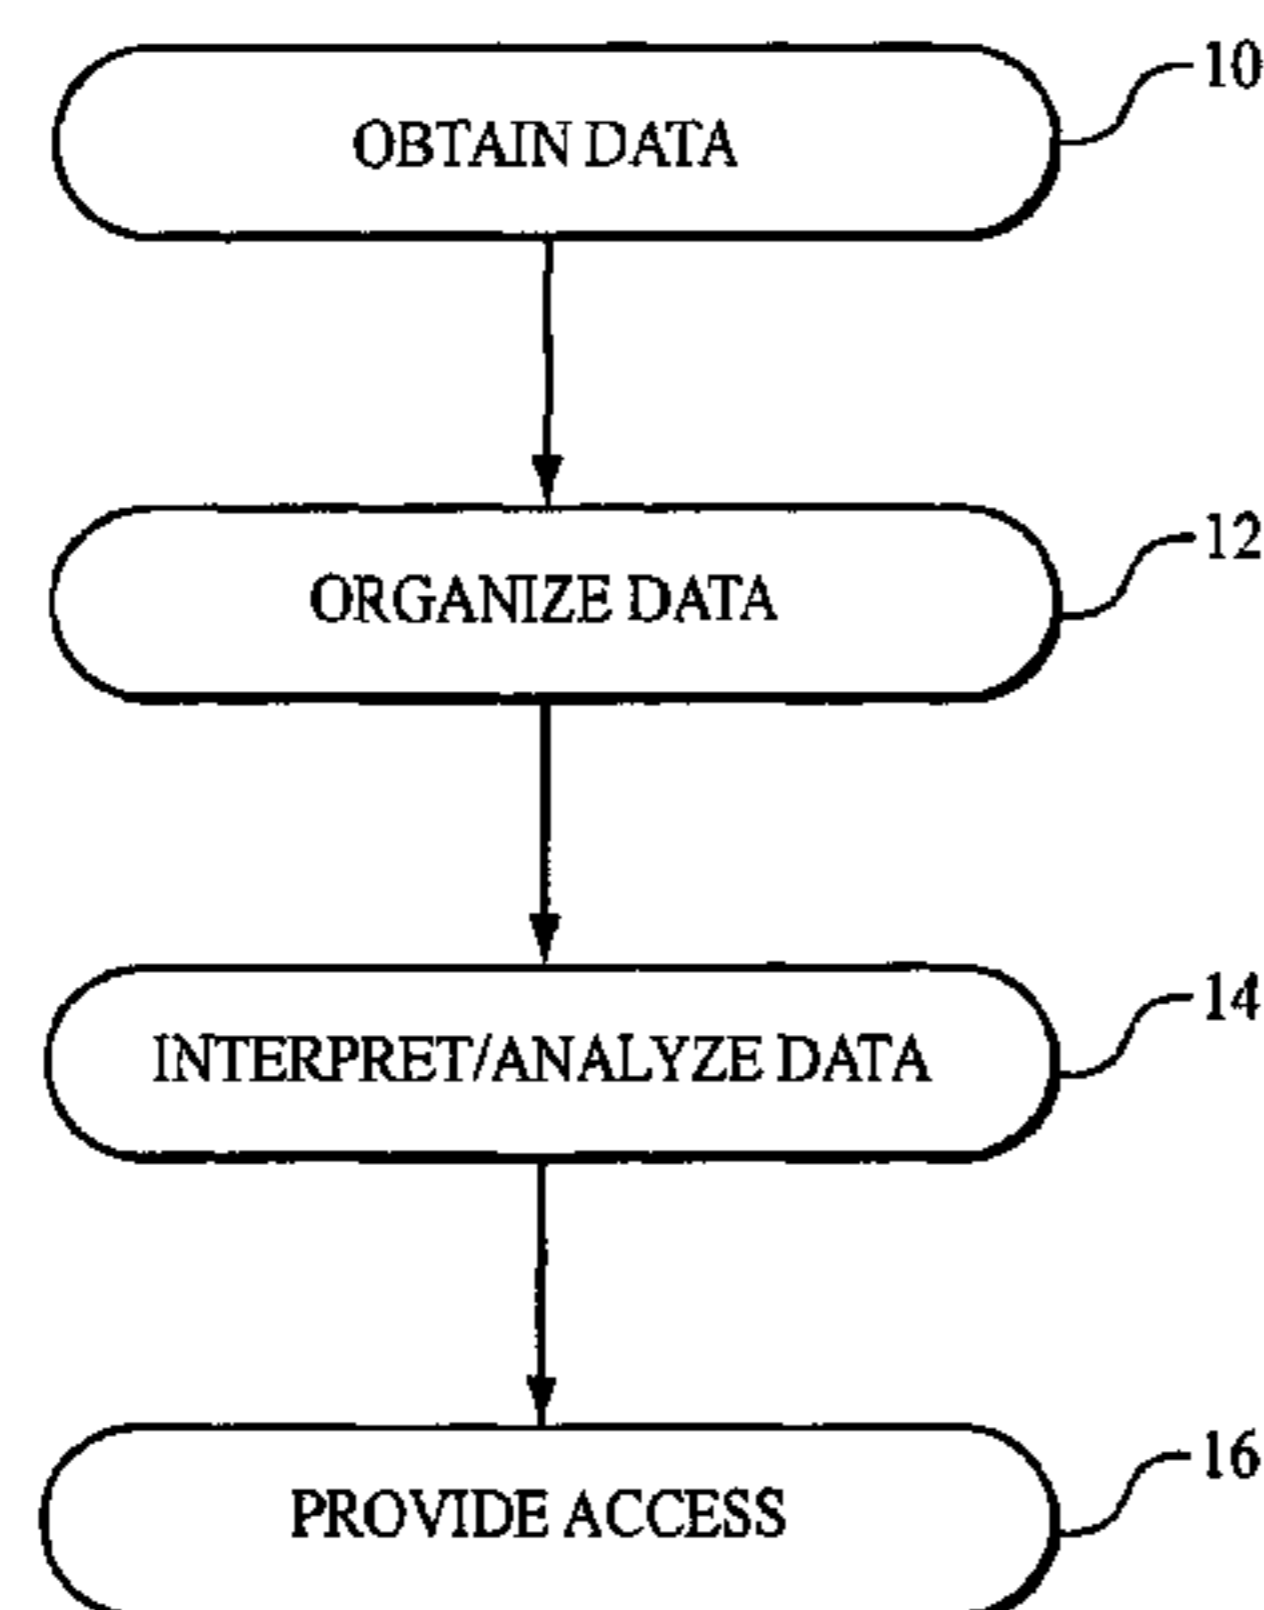 OBTAIN DATA
10
ORGANIZE DATA
12
INTERPRET/ANALYZE DATA
14
PROVIDE ACCESS
16